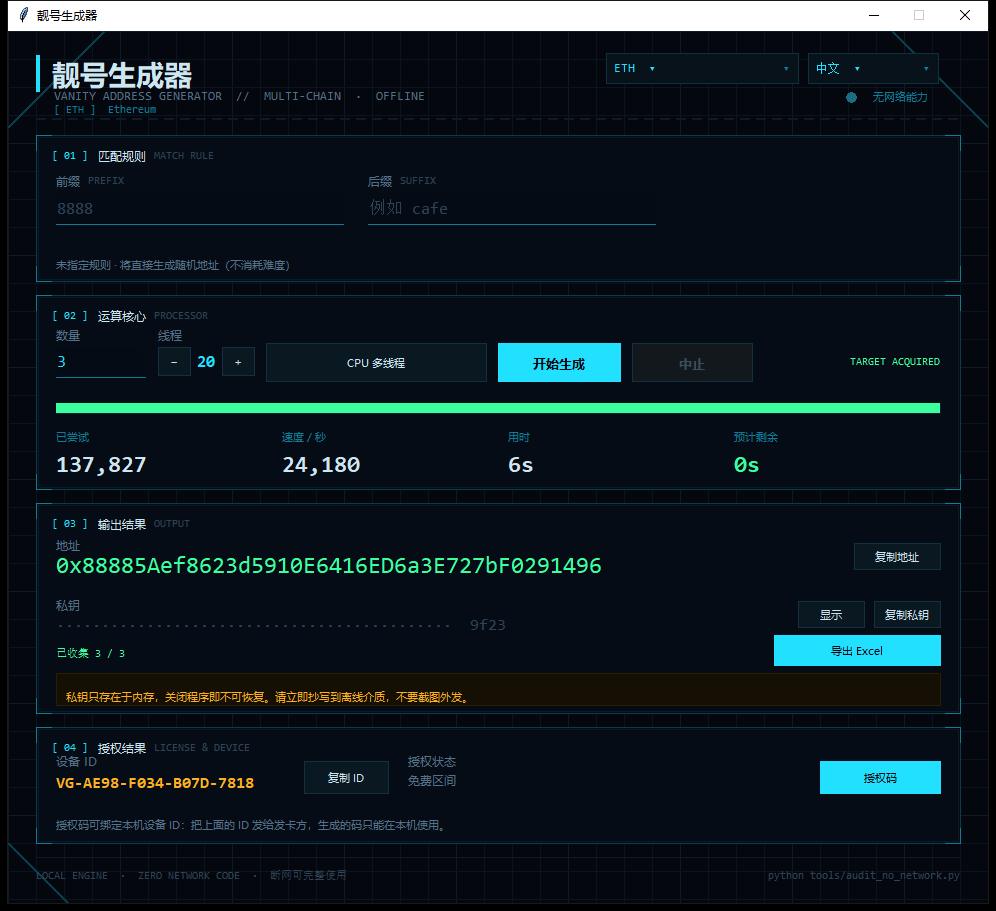 靓号生成器
靓号生成器
ETH
中文
VANITY ADDRESS GENERATOR // MULTI-CHAIN · OFFLINE
无网络能力
[ ETH ] Ethereum
[ 01 ] 匹配规则 MATCH RULE
前缀 PREFIX 后缀 SUFFIX
8888 例如 cafe
未指定规则 · 将直接生成随机地址（不消耗难度）
[ 02 ] 运算核心 PROCESSOR
数量 线程
3 - 20 + CPU 多线程 开始生成 中止 TARGET ACQUIRED
已尝试 速度 / 秒 用时 预计剩余
137,827 24,180 6s 0s
[ 03 ] 输出结果 OUTPUT
地址
0x88885Aef8623d5910E6416ED6a3E727bF0291496 复制地址
私钥
········································ 9f23 显示 复制私钥
已收集 3 / 3 导出 Excel
私钥只存在于内存，关闭程序即不可恢复。请立即抄写到离线介质，不要截图外发。
[ 04 ] 授权结果 LICENSE & DEVICE
设备 ID 授权状态
VG-AE98-F034-B07D-7818 复制 ID 免费区间 授权码
授权码可绑定本机设备 ID：把上面的 ID 发给发卡方，生成的码只能在本机使用。
LOCAL ENGINE · ZERO NETWORK CODE · 断网可完整使用 python tools/audit_no_network.py